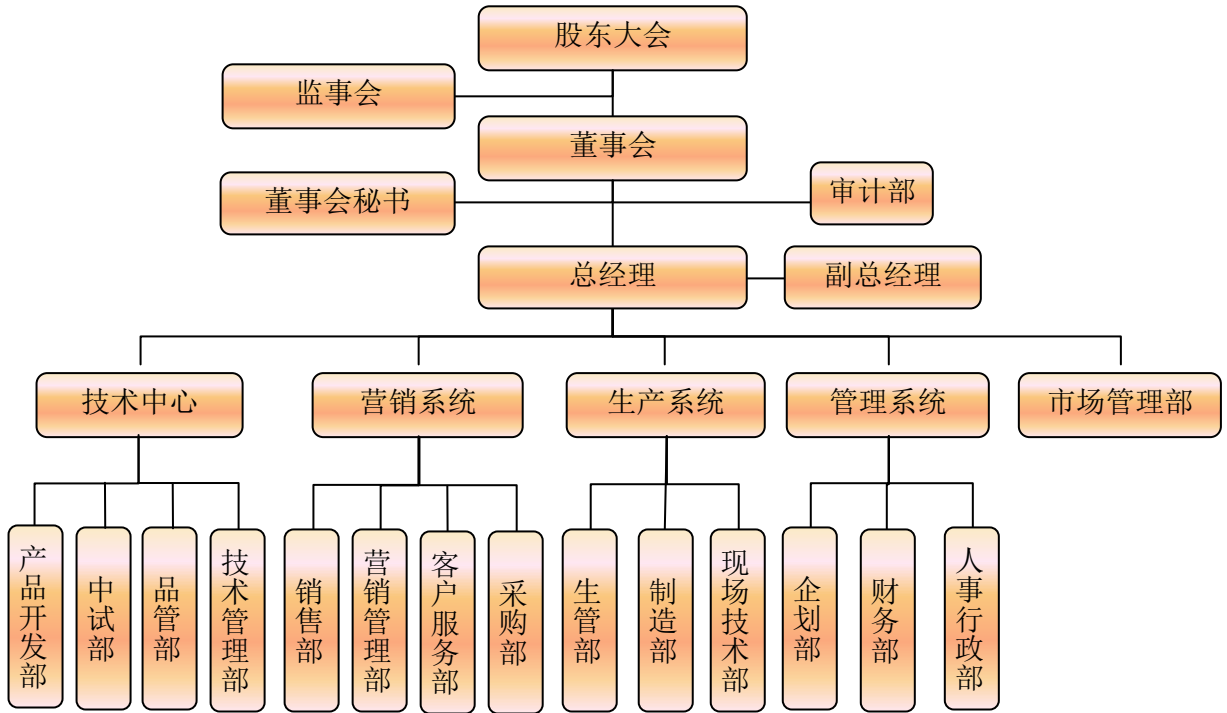 股东大会
监事会
董事会
董事会秘书
审计部
总经理
副总经理
技术中心
营销系统
生产系统
管理系统
市场管理部
产品开发部
中试部
品管部
技术管理部
销售部
营销管理部
客户服务部
采购部
生管部
制造部
现场技术部
企划部
财务部
人事行政部